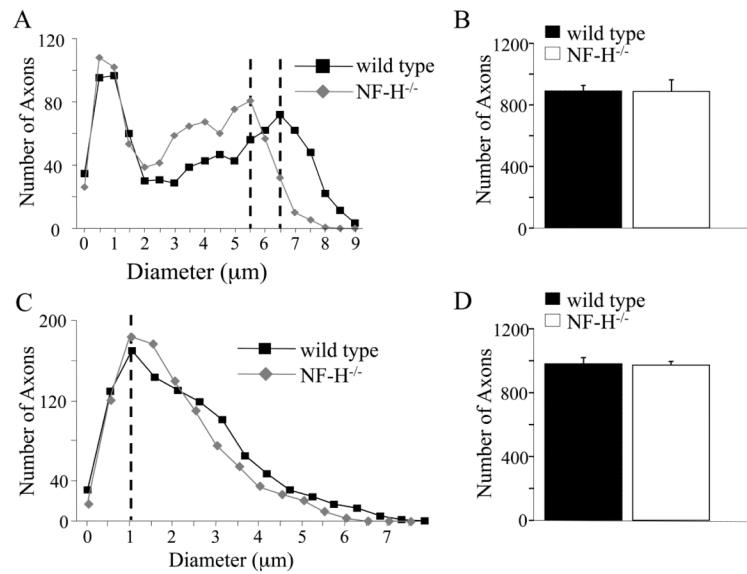 A
120
80
40
0
Number of Axons
wild type
NF-H-/-
0 1 2 3 4 5 6 7 8 9
Diameter (µm)
B
wild type
NF-H-/-
1200
800
400
0
Number of Axons
C
200
120
40
0
Number of Axons
wild type
NF-H-/-
0 1 2 3 4 5 6 7
Diameter (µm)
D
wild type
NF-H-/-
1200
800
400
0
Number of Axons